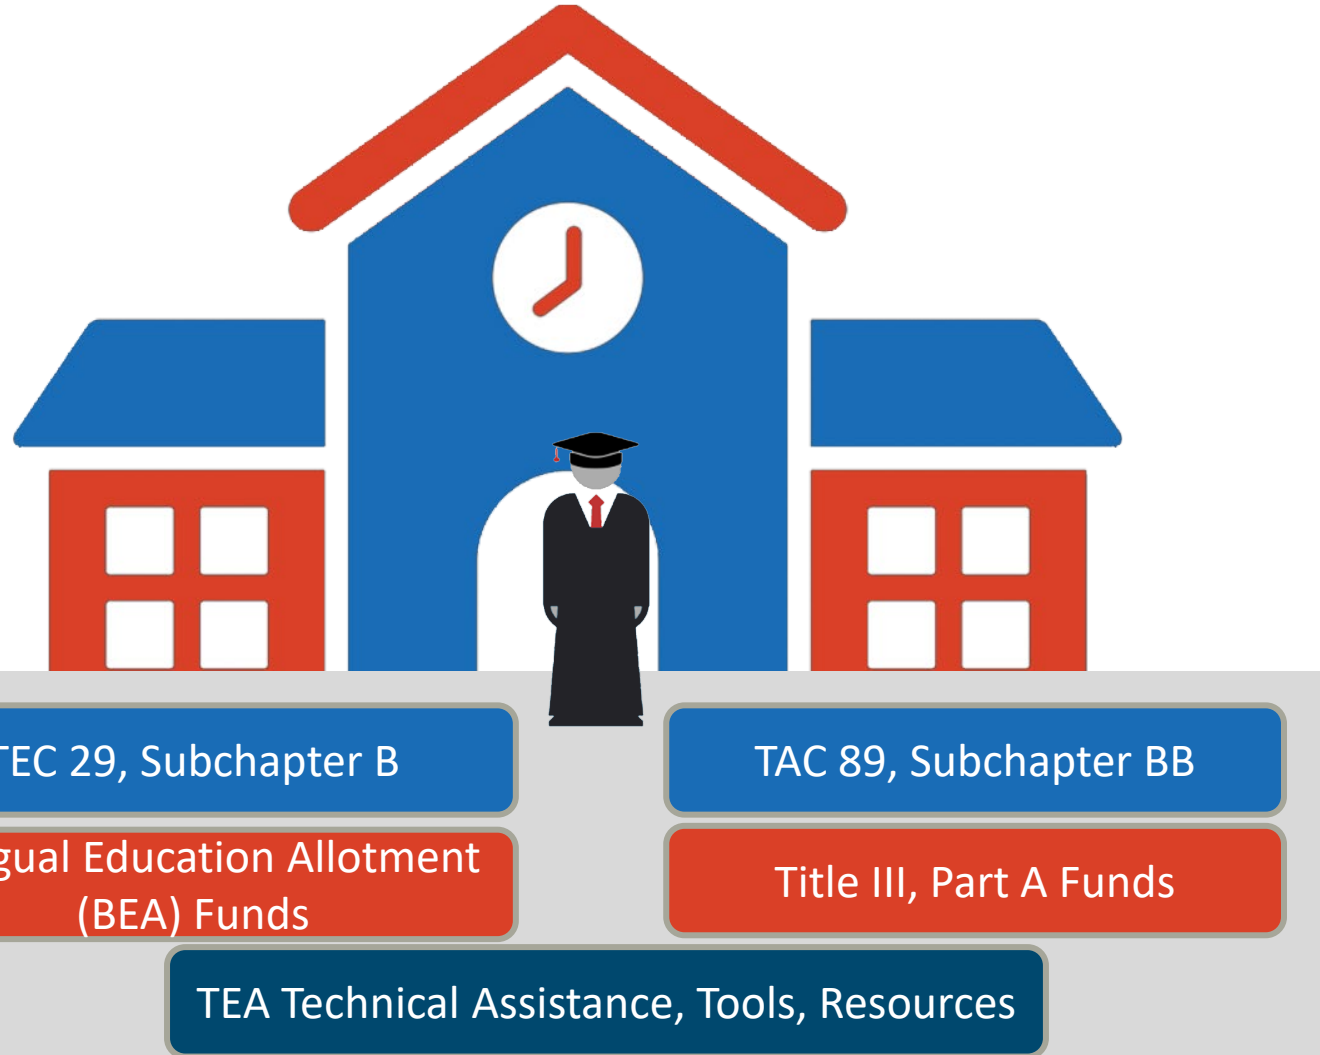 TEC 29, Subchapter B
TAC 89, Subchapter BB
gual Education Allotment
(BEA) Funds
Title III, Part A Funds
TEA Technical Assistance, Tools, Resources